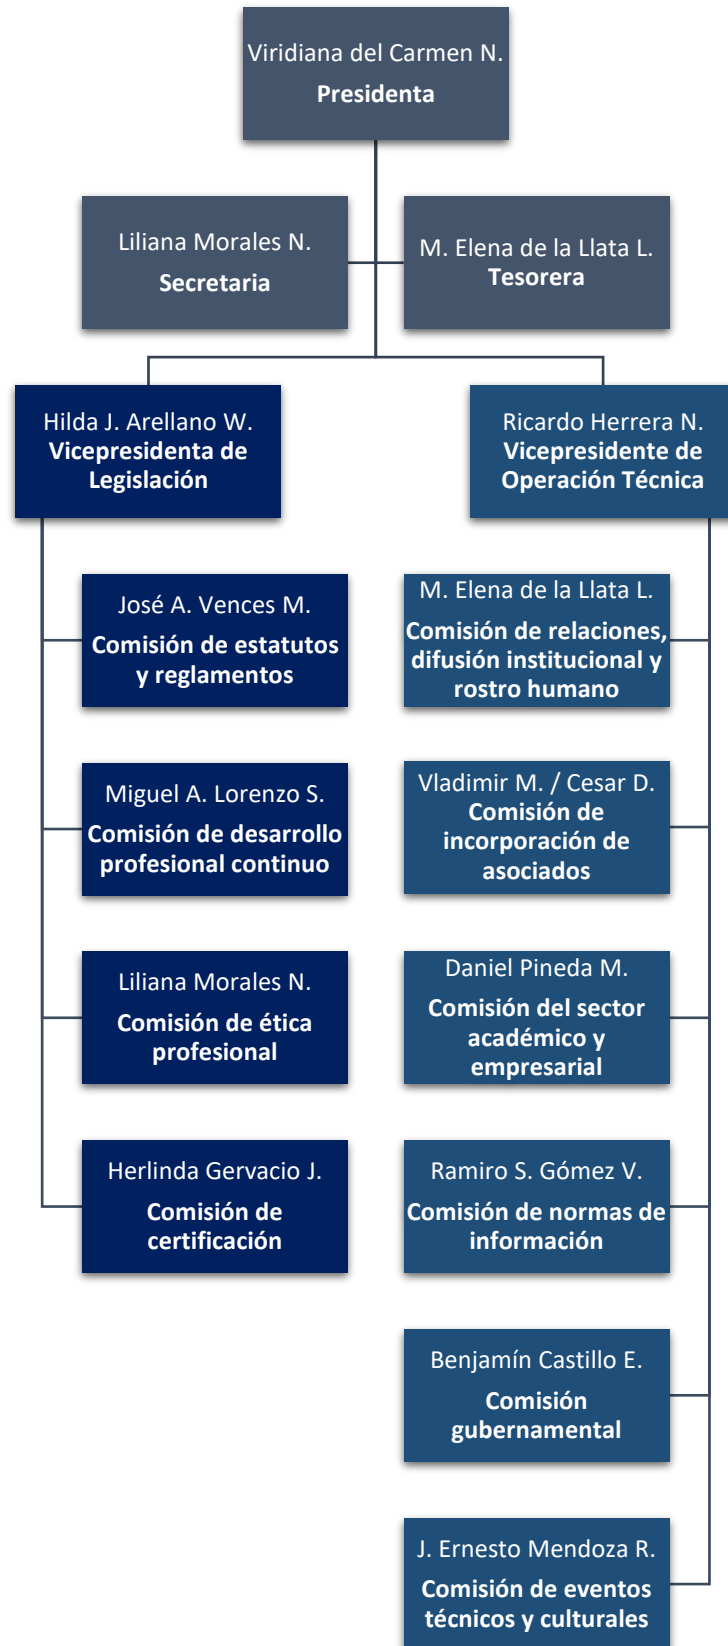 Viridiana del Carmen N.
Presidenta
Liliana Morales N.
Secretaria
M. Elena de la Llata L.
Tesorera
Hilda J. Arellano W.
Vicepresidenta de
Legislación
Ricardo Herrera N.
Vicepresidente de
Operación Técnica
José A. Vences M.
Comisión de estatutos
y reglamentos
Miguel A. Lorenzo S.
Comisión de desarrollo
profesional continuo
Liliana Morales N.
Comisión de ética
profesional
Herlinda Gervacio J.
Comisión de
certificación
M. Elena de la Llata L.
Comisión de relaciones,
difusión institucional y
rostro humano
Vladimir M. / Cesar D.
Comisión de
incorporación de
asociados
Daniel Pineda M.
Comisión del sector
académico y
empresarial
Ramiro S. Gómez V.
Comisión de normas de
información
Benjamín Castillo E.
Comisión
gubernamental
J. Ernesto Mendoza R.
Comisión de eventos
técnicos y culturales